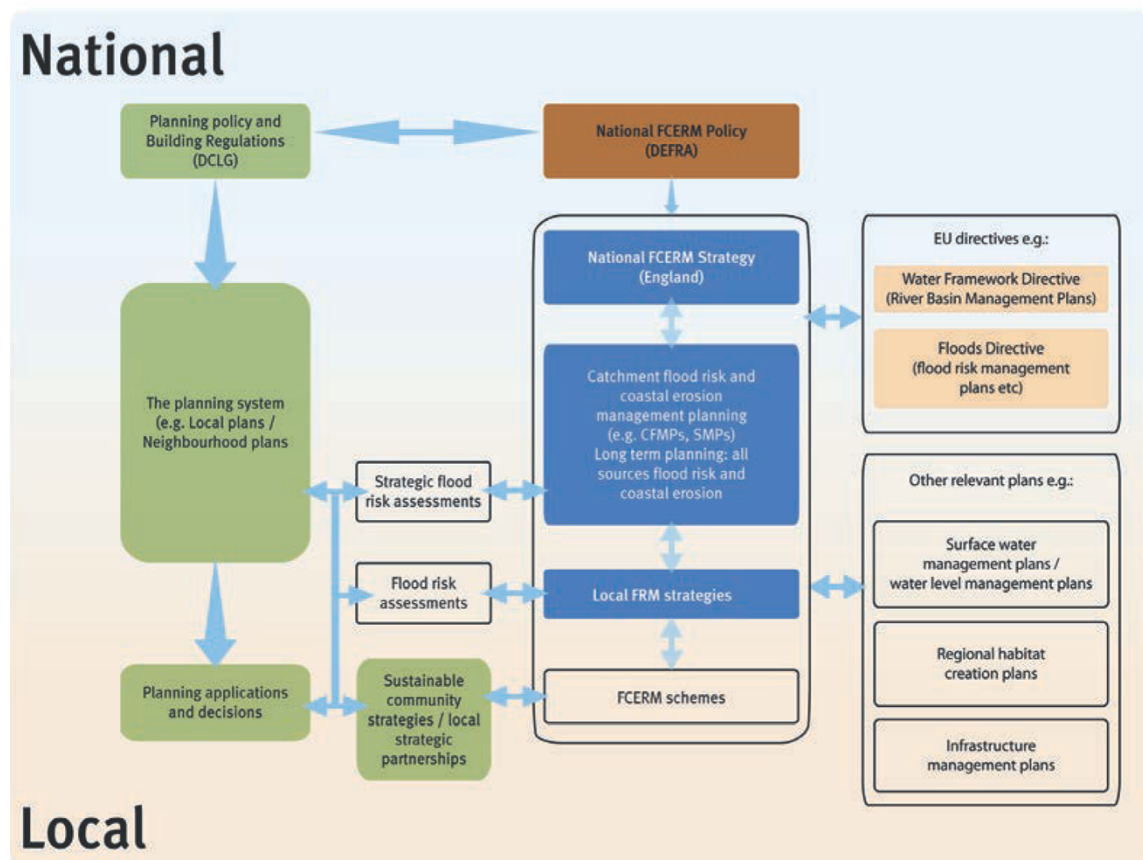 National
Planning policy and
Building Regulations
(DCLG)
National FCERM Policy
(DEFRA)
National FCERM Strategy
(England)
EU directives e.g.:
Water Framework Directive
(River Basin Management Plans)
Floods Directive
(flood risk management
plans etc)
The planning system
(e.g. Local plans /
Neighbourhood plans
Catchment flood risk and
coastal erosion
management planning
(e.g. CFMPs, SMPs)
Long term planning: all
sources flood risk and
coastal erosion
Strategic flood
risk assessments
Other relevant plans e.g.:
Surface water
management plans /
water level management plans
Flood risk
assessments
Local FRM strategies
Regional habitat
creation plans
Planning applications
and decisions
Sustainable
community
strategies / local
strategic
partnerships
FCERM schemes
Infrastructure
management plans
Local